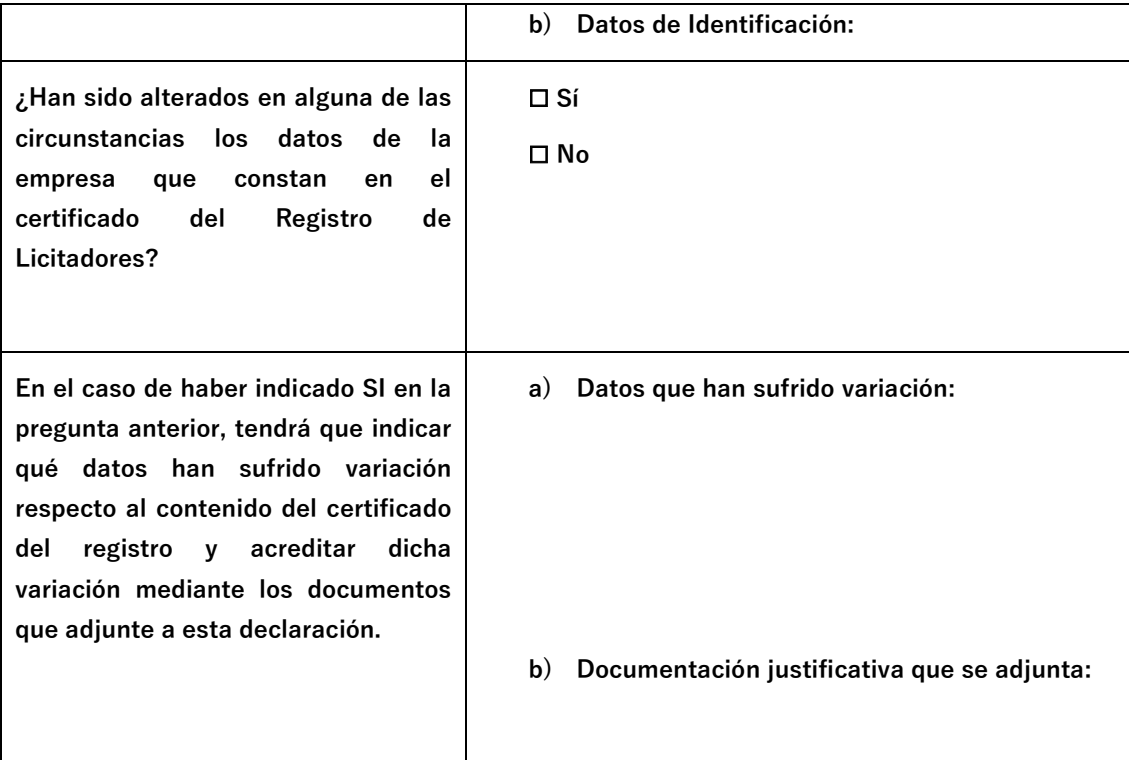 b) Datos de Identificación:
¿Han sido alterados en alguna de las
circunstancias los datos de la
empresa que constan en el
certificado del Registro de
Licitadores?
☐ Sí
☐ No
En el caso de haber indicado SI en la
pregunta anterior, tendrá que indicar
qué datos han sufrido variación
respecto al contenido del certificado
del registro y acreditar dicha
variación mediante los documentos
que adjunte a esta declaración.
a) Datos que han sufrido variación:
b) Documentación justificativa que se adjunta: